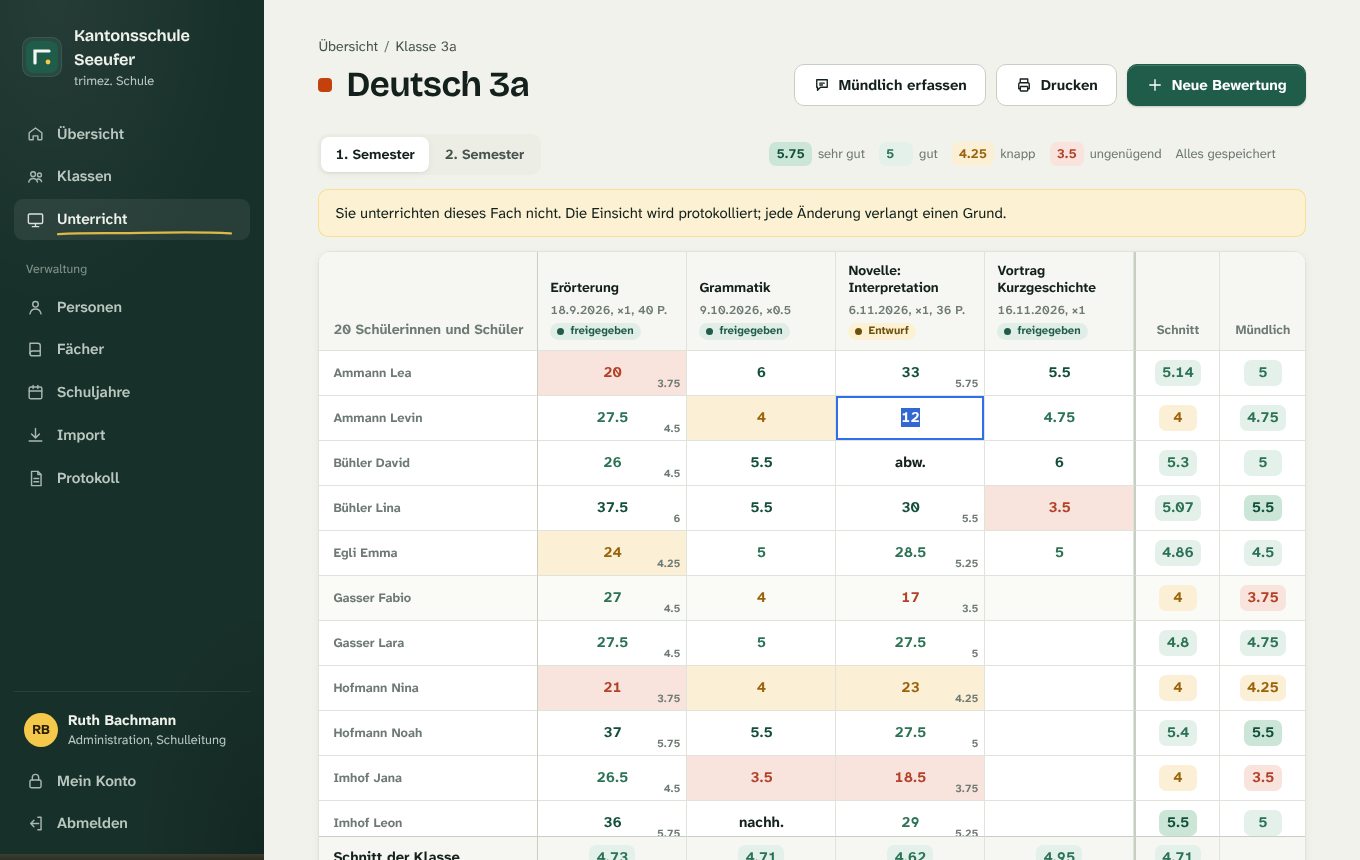 Kantonsschule
Seeufer
trimez. Schule
Übersicht
Klassen
Unterricht
Verwaltung
Personen
Fächer
Schuljahre
Import
Protokoll
RB
Ruth Bachmann
Administration, Schulleitung
Mein Konto
Abmelden
Übersicht / Klasse 3a
Deutsch 3a
Mündlich erfassen
Drucken
Neue Bewertung
1. Semester 2. Semester
5.75 sehr gut 5 gut 4.25 knapp 3.5 ungenügend Alles gespeichert
Sie unterrichten dieses Fach nicht. Die Einsicht wird protokolliert; jede Änderung verlangt einen Grund.
20 Schülerinnen und Schüler
Erörterung
18.9.2026, ×1, 40 P.
freigegeben
Grammatik
9.10.2026, ×0.5
freigegeben
Novelle:
Interpretation
6.11.2026, ×1, 36 P.
Entwurf
Vortrag
Kurzgeschichte
16.11.2026, ×1
freigegeben
Schnitt
Mündlich
Ammann Lea 20 3.75 6 33 5.75 5.5 5.14 5
Ammann Levin 27.5 4.5 4 12 4.75 4 4.75
Bühler David 26 4.5 5.5 abw. 6 5.3 5
Bühler Lina 37.5 6 5.5 30 5.5 3.5 5.07 5.5
Egli Emma 24 4.25 5 28.5 5.25 5 4.86 4.5
Gasser Fabio 27 4.5 4 17 3.5 4 3.75
Gasser Lara 27.5 4.5 5 27.5 5 4.8 4.75
Hofmann Nina 21 3.75 4 23 4.25 4 4.25
Hofmann Noah 37 5.75 5.5 27.5 5 5.4 5.5
Imhof Jana 26.5 4.5 3.5 18.5 3.75 4 3.5
Imhof Leon 36 5.75 nachh. 29 5.25 5.5 5
Schnitt der Klasse 4.73 4.71 4.62 4.95 4.71